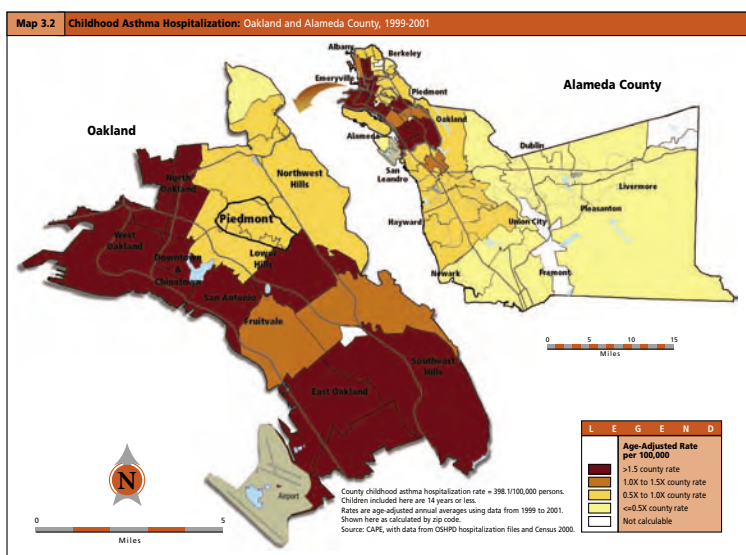 Map 3.2 Childhood Asthma Hospitalization: Oakland and Alameda County, 1999-2001
Albany
Berkeley
Emeryville
Piedmont
Alameda County
Oakland
Oakland
Alameda
Dublin
San
Leandro
Livermore
Pleasanton
Hayward
Union City
Newark
Fremont
North
Oakland
Northwest
Hills
Piedmont
West
Oakland
Downtown
&
Chinatown
Lower
Hills
San Antonio
Fruitvale
Southeast
Hills
East Oakland
Airport
0 5 10 15
Miles
L E G E N D
Age-Adjusted Rate
per 100,000
>1.5 county rate
1.0X to 1.5X county rate
0.5X to 1.0X county rate
<=0.5X county rate
Not calculable
N
0 5
Miles
County childhood asthma hospitalization rate = 398.1/100,000 persons.
Children included here are 14 years or less.
Rates are age-adjusted annual averages using data from 1999 to 2001.
Shown here as calculated by zip code.
Source: CAPE, with data from OSHPD hospitalization files and Census 2000.